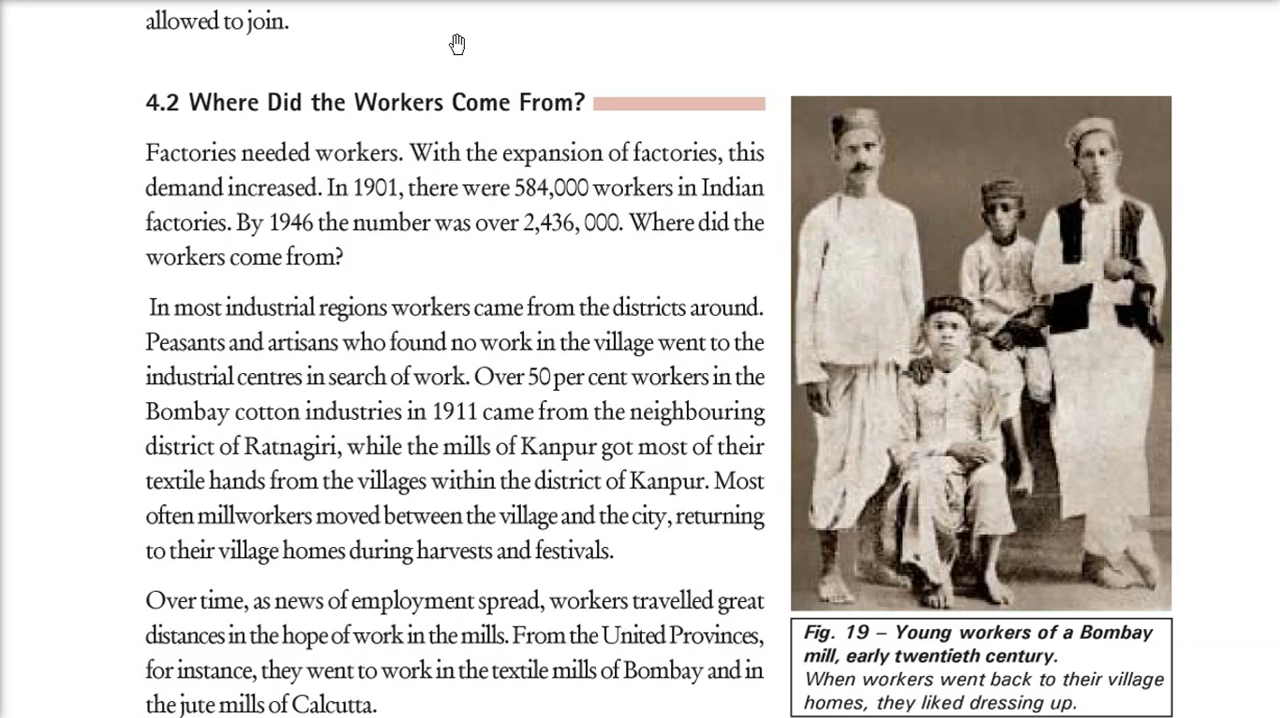 allowed to join.
4.2 Where Did the Workers Come From?
Factories needed workers. With the expansion of factories, this
demand increased. In 1901, there were 584,000 workers in Indian
factories. By 1946 the number was over 2,436, 000. Where did the
workers come from?
In most industrial regions workers came from the districts around.
Peasants and artisans who found no work in the village went to the
industrial centres in search of work. Over 50 per cent workers in the
Bombay cotton industries in 1911 came from the neighbouring
district of Ratnagiri, while the mills of Kanpur got most of their
textile hands from the villages within the district of Kanpur. Most
often millworkers moved between the village and the city, returning
to their village homes during harvests and festivals.
Over time, as news of employment spread, workers travelled great
distances in the hope of work in the mills. From the United Provinces,
for instance, they went to work in the textile mills of Bombay and in
the jute mills of Calcutta.
Fig. 19 – Young workers of a Bombay
mill, early twentieth century.
When workers went back to their village
homes, they liked dressing up.